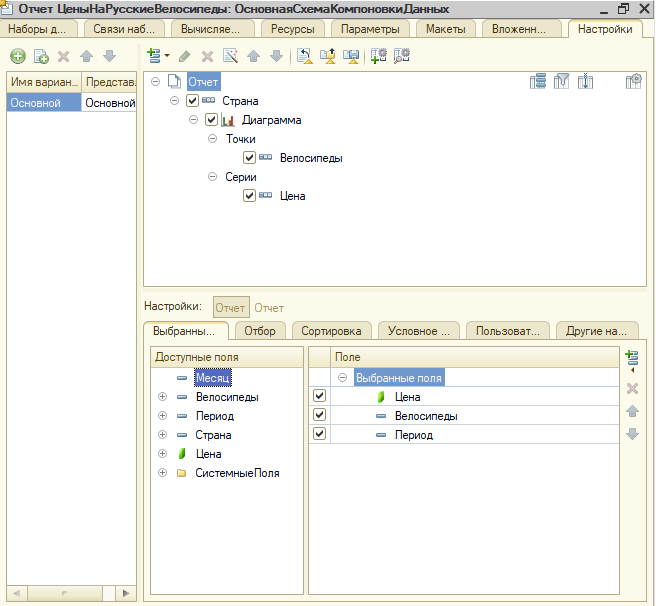 Отчет ЦеныНаРусскиеВелосипеды: ОсновнаяСхемаКомпоновкиДанных
Наборы д... Связи наб... Вычисляе... Ресурсы Параметры Макеты Вложенн... Настройки
Имя вариан... Представ
Основной Основной
Отчет
Страна
Диаграмма
Точки
Велосипеды
Серии
Цена
Настройки: Отчет Отчет
Выбранны... Отбор Сортировка Условное ... Пользоват... Другие на...
Доступные поля
Месяц
Велосипеды
Период
Страна
Цена
СистемныеПоля
Поле
Выбранные поля
Цена
Велосипеды
Период